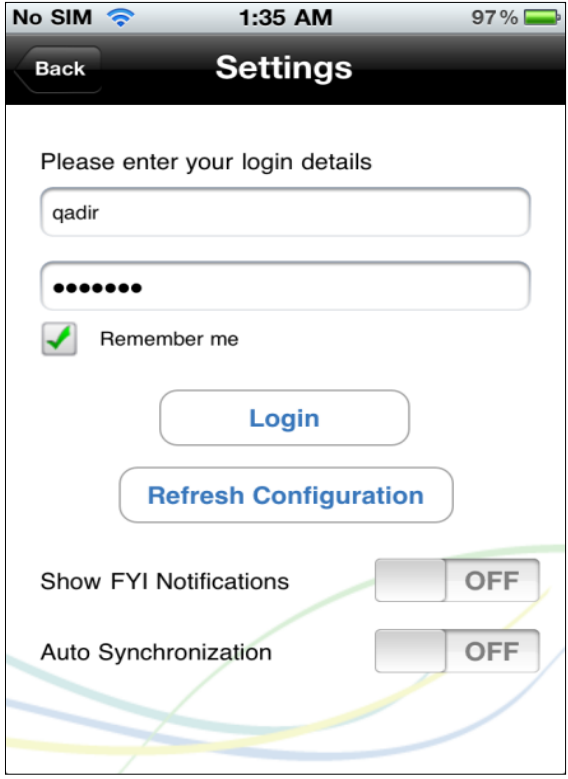 No SIM 1:35 AM 97%
Back Settings
Please enter your login details
qadir
•••••••
Remember me
Login
Refresh Configuration
Show FYI Notifications OFF
Auto Synchronization OFF